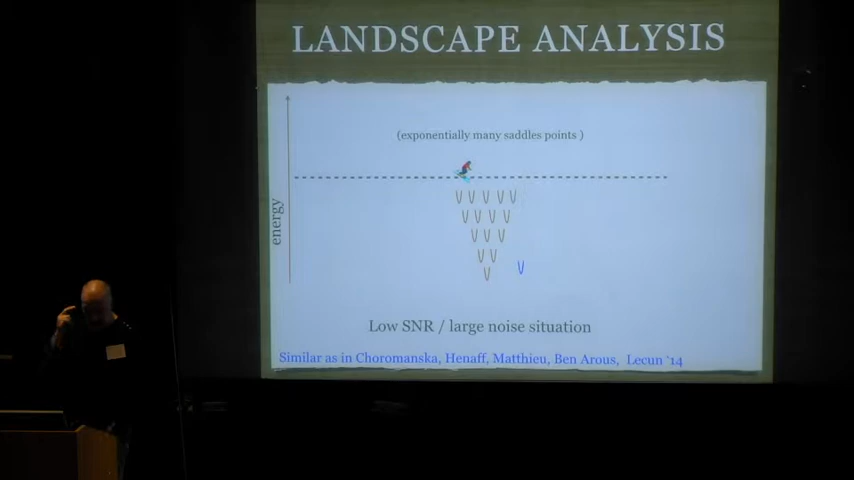 LANDSCAPE ANALYSIS
(exponentially many saddles points )
energy
Low SNR / large noise situation
Similar as in Choromanska, Henaff, Matthieu, Ben Arous, Lecun '14